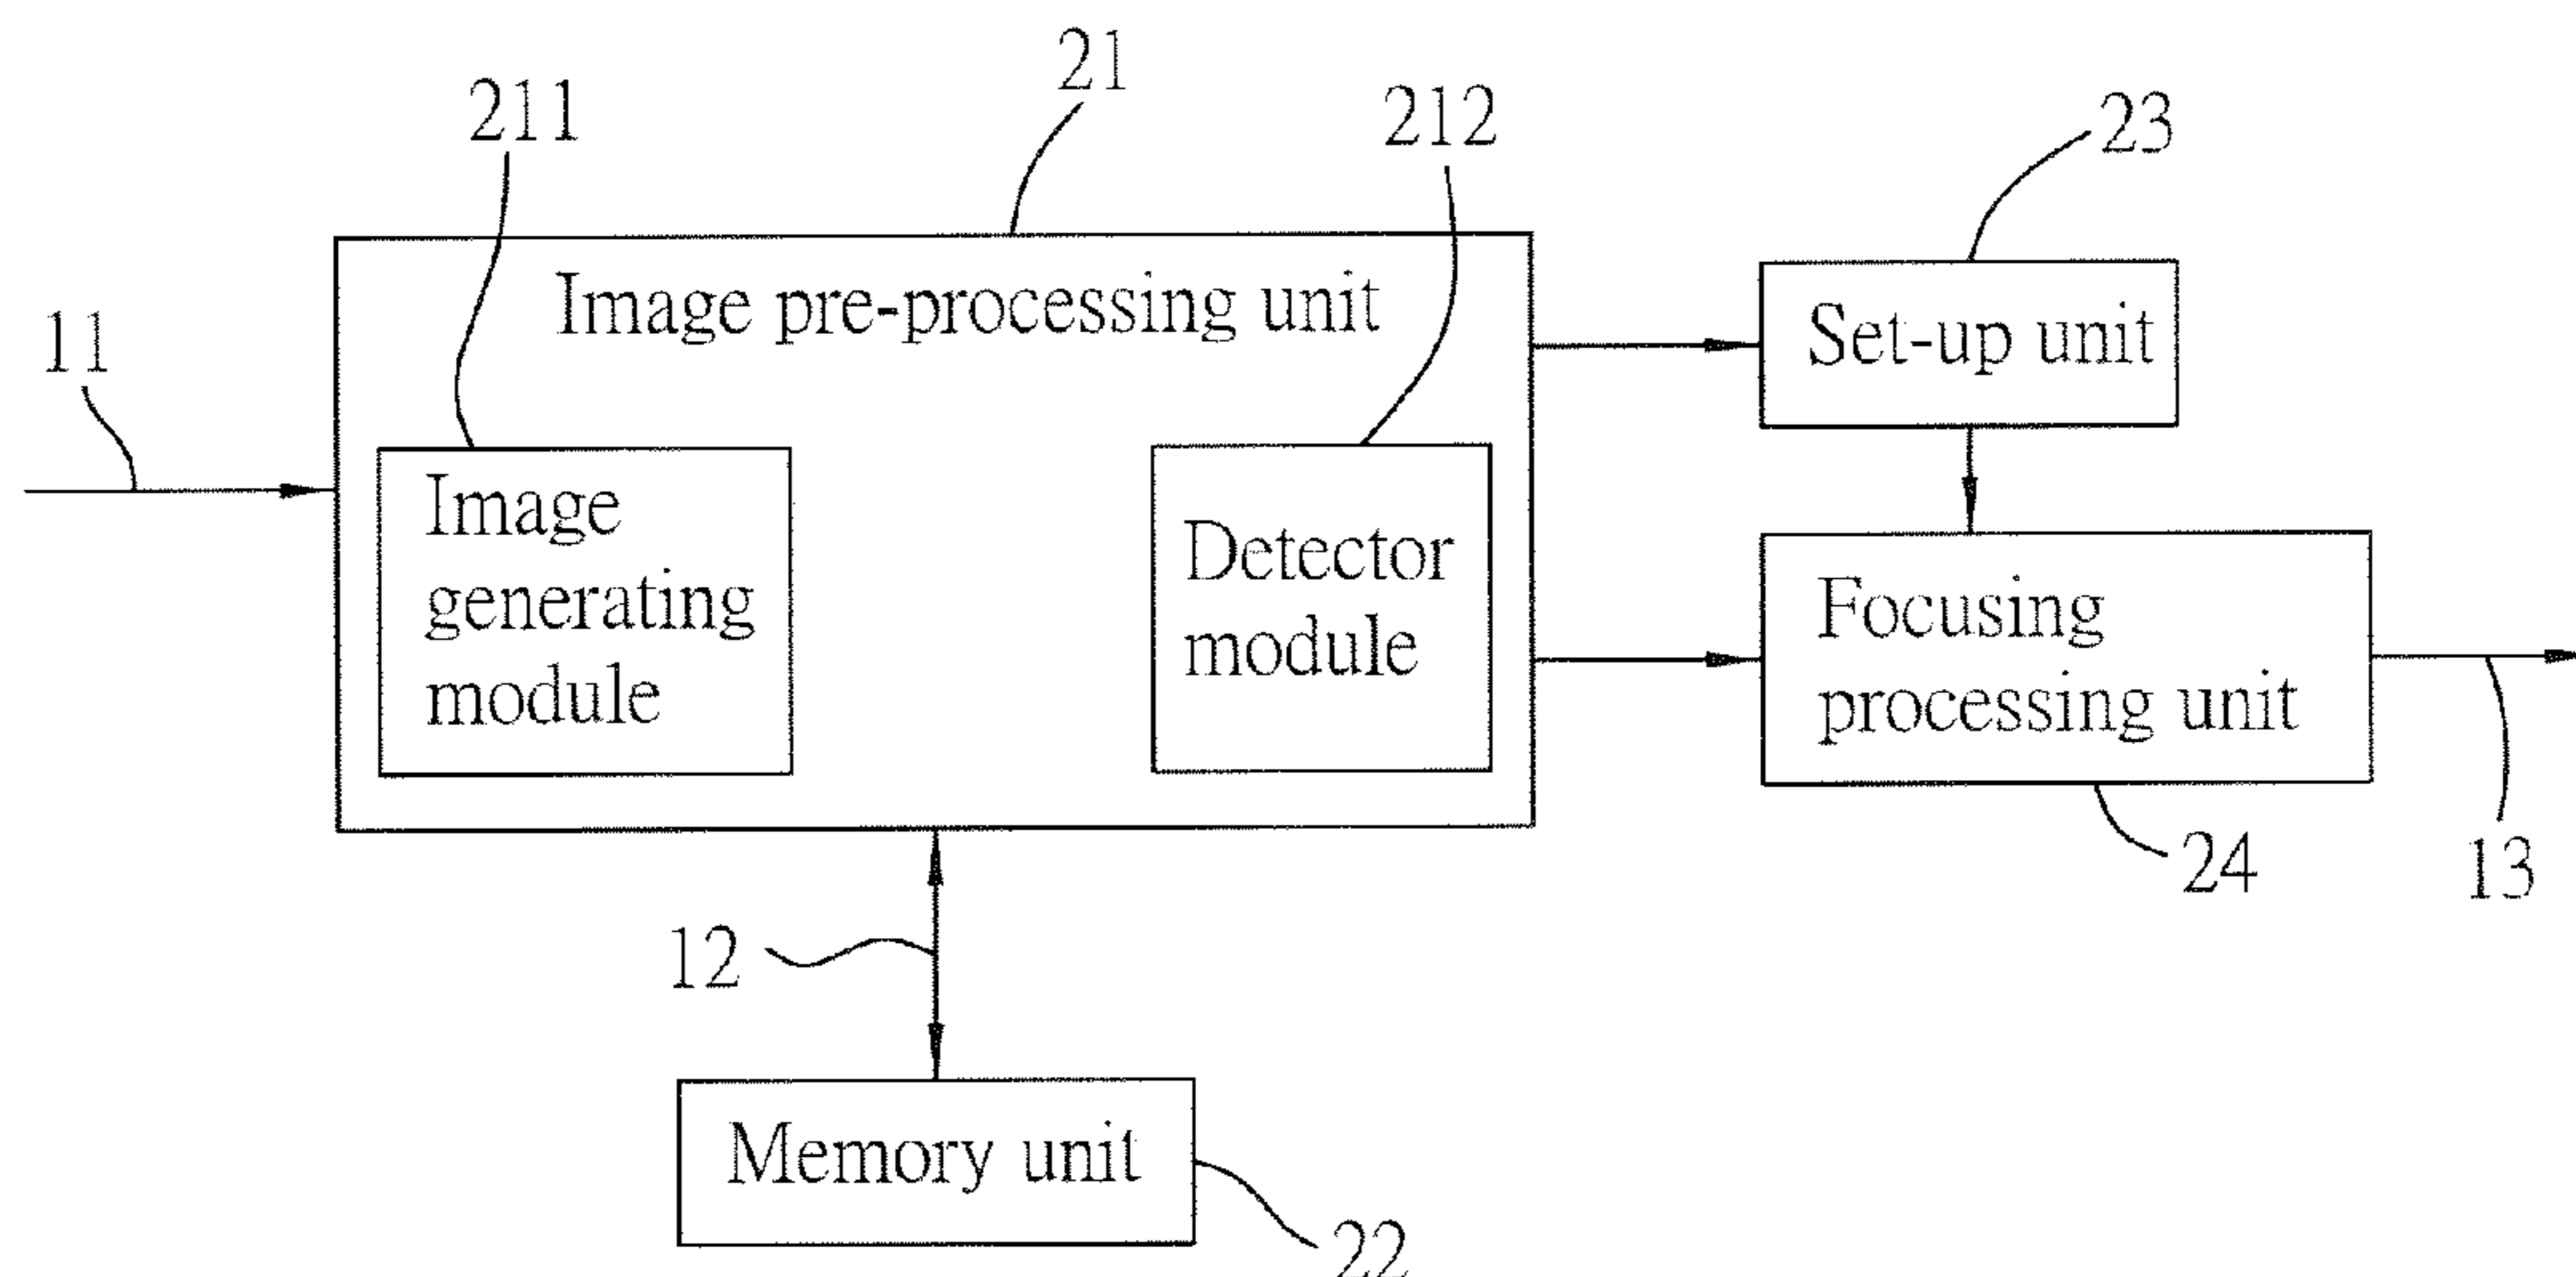 21
211
212
23
Image pre-processing unit
Set-up unit
11
Image
generating
module
Detector
module
Focusing
processing unit
24
13
12
Memory unit
22